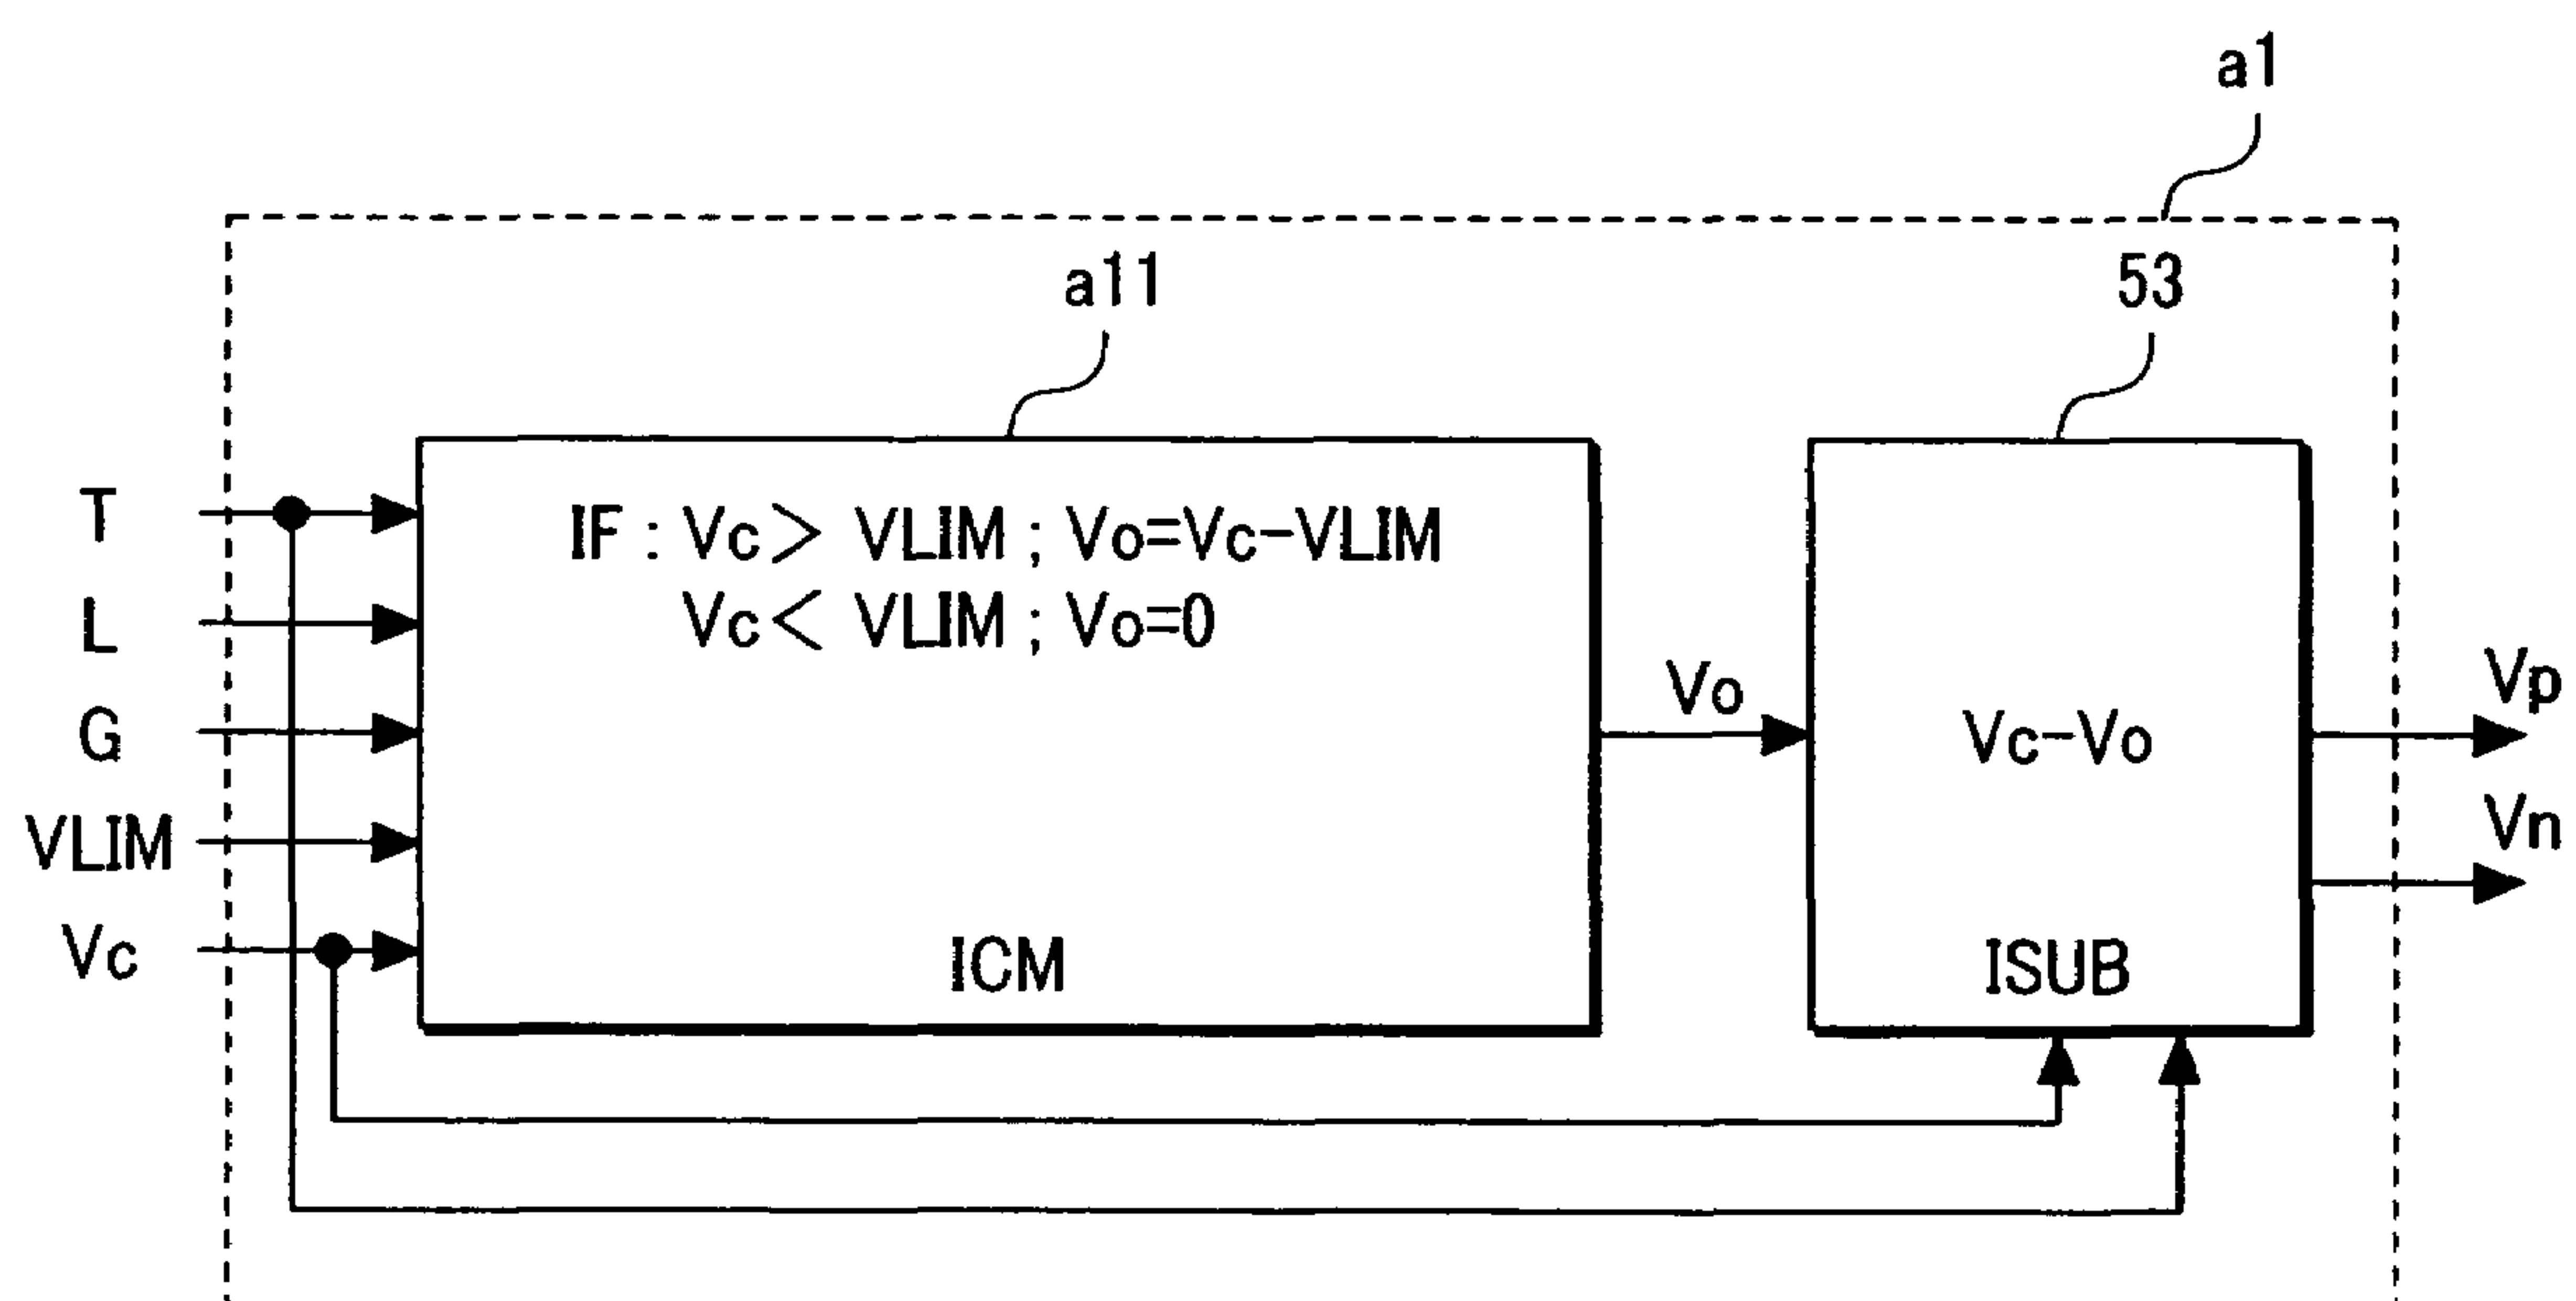 a1
a11
53
T
L
G
VLIM
Vc
IF : Vc> VLIM ; Vo=Vc-VLIM
Vc< VLIM ; Vo=0
ICM
Vo
Vc-Vo
ISUB
Vp
Vn